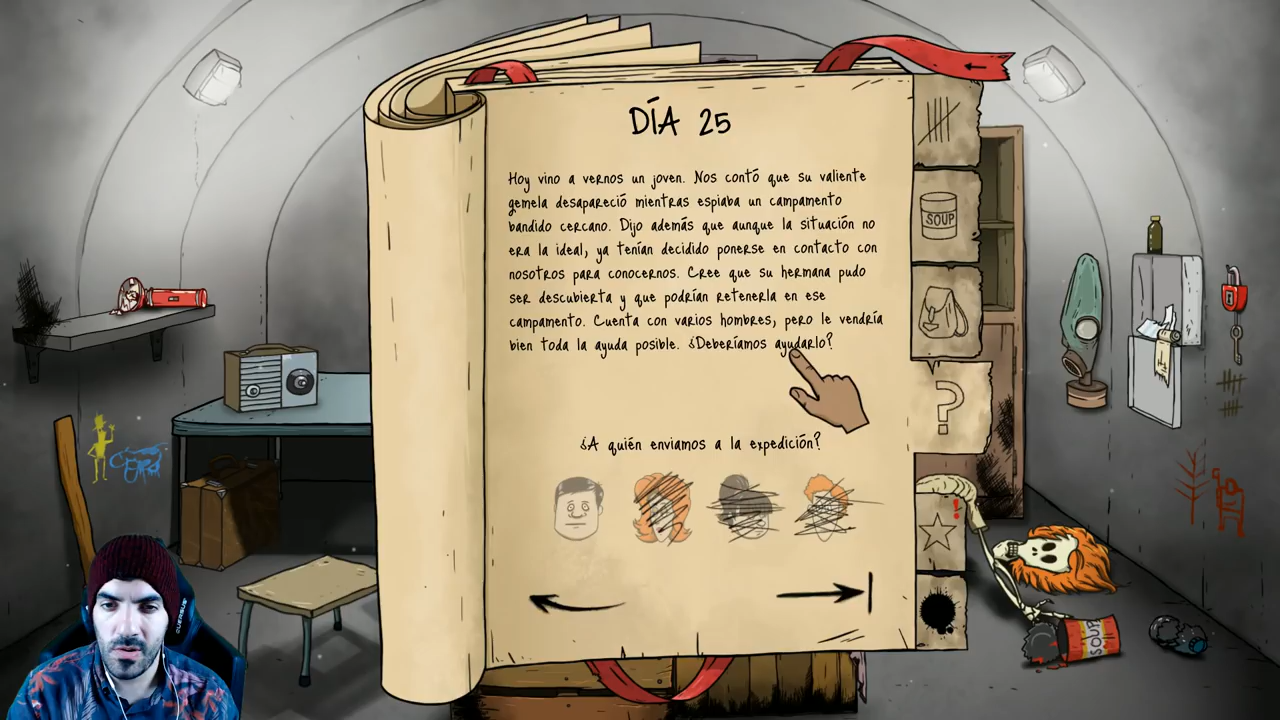 DÍA 25
Hoy vino a vernos un joven. Nos contó que su valiente
gemela desapareció mientras espiaba un campamento
bandido cercano. Dijo además que aunque la situación no
era la ideal, ya tenían decidido ponerse en contacto con
nosotros para conocernos. Cree que su hermana pudo
ser descubierta y que podrían retenerla en ese
campamento. Cuenta con varios hombres, pero le vendría
bien toda la ayuda posible. ¿Deberíamos ayudarlo?
¿A quién enviamos a la expedición?
SOUP
?
SOUP